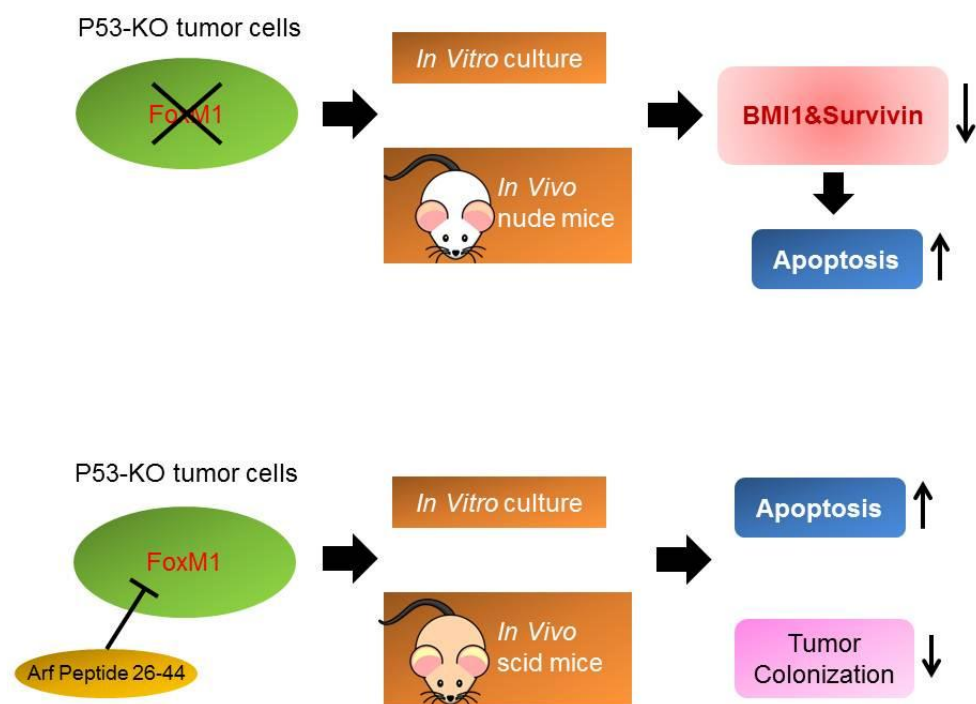 P53-KO tumor cells
FoxM1
In Vitro culture
In Vivo
nude mice
BMI1&Survivin
Apoptosis
P53-KO tumor cells
FoxM1
Arf Peptide 26-44
In Vitro culture
In Vivo
scid mice
Apoptosis
Tumor
Colonization